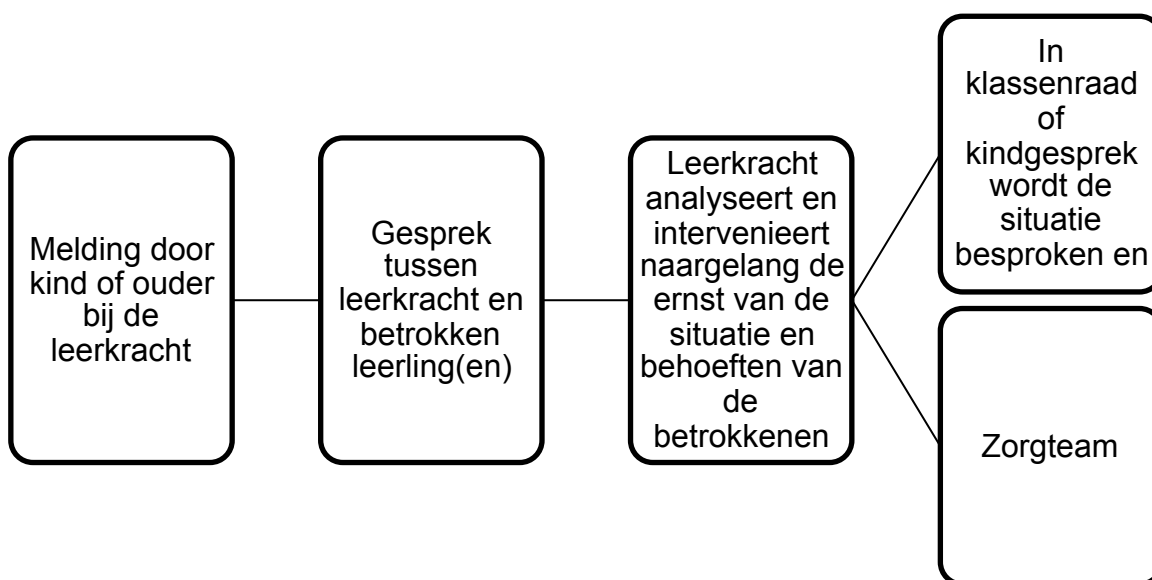 Melding door
kind of ouder
bij de
leerkracht
Gesprek
tussen
leerkracht en
betrokken
leerling(en)
Leerkracht
analyseert en
intervenieert
naargelang de
ernst van de
situatie en
behoeften van
de
betrokkenen
In
klassenraad
of
kindgesprek
wordt de
situatie
besproken en
Zorgteam